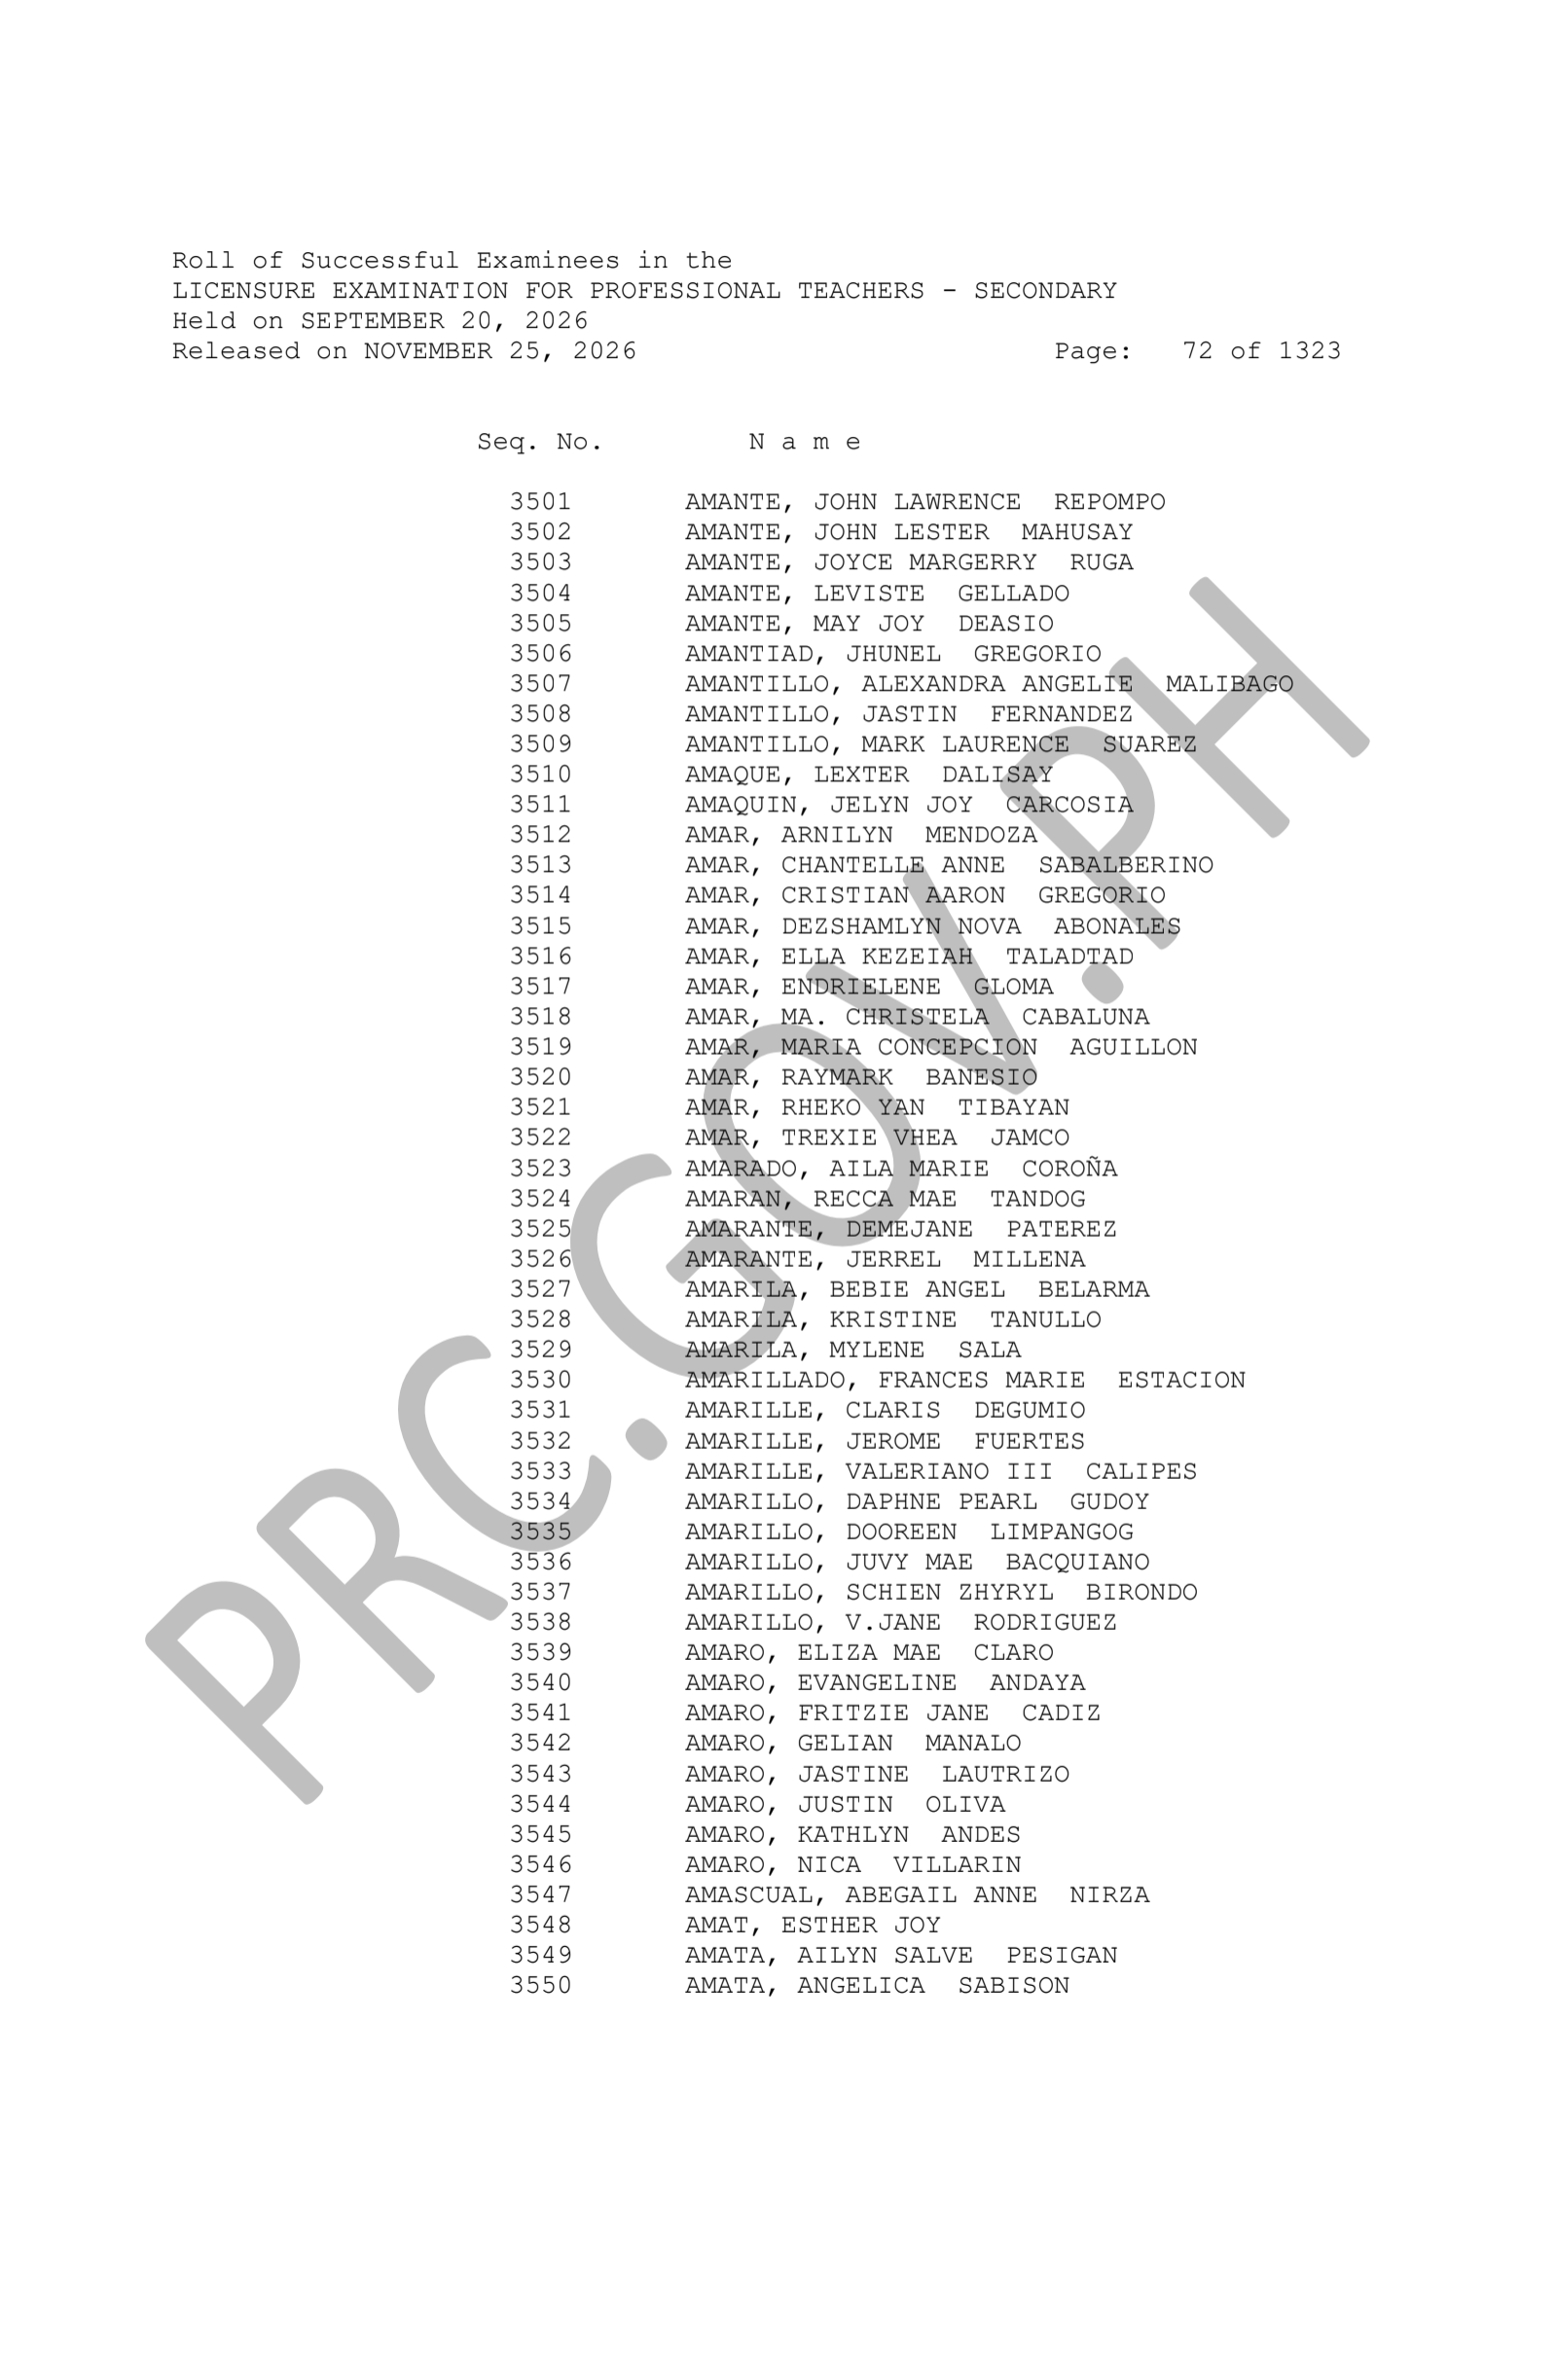 Roll of Successful Examinees in the
LICENSURE EXAMINATION FOR PROFESSIONAL TEACHERS - SECONDARY
Held on SEPTEMBER 20, 2026
Released on NOVEMBER 25, 2026 Page: 72 of 1323
Seq. No. N a m e
3501 AMANTE, JOHN LAWRENCE REPOMPO
3502 AMANTE, JOHN LESTER MAHUSAY
3503 AMANTE, JOYCE MARGERRY RUGA
3504 AMANTE, LEVISTE GELLADO
3505 AMANTE, MAY JOY DEASIO
3506 AMANTIAD, JHUNEL GREGORIO
3507 AMANTILLO, ALEXANDRA ANGELIE MALIBAGO
3508 AMANTILLO, JASTIN FERNANDEZ
3509 AMANTILLO, MARK LAURENCE SUAREZ
3510 AMAQUE, LEXTER DALISAY
3511 AMAQUIN, JELYN JOY CARCOSIA
3512 AMAR, ARNILYN MENDOZA
3513 AMAR, CHANTELLE ANNE SABALBERINO
3514 AMAR, CRISTIAN AARON GREGORIO
3515 AMAR, DEZSHAMLYN NOVA ABONALES
3516 AMAR, ELLA KEZEIAH TALADTAD
3517 AMAR, ENDRIELENE GLOMA
3518 AMAR, MA. CHRISTELA CABALUNA
3519 AMAR, MARIA CONCEPCION AGUILLON
3520 AMAR, RAYMARK BANESIO
3521 AMAR, RHEKO YAN TIBAYAN
3522 AMAR, TREXIE VHEA JAMCO
3523 AMARADO, AILA MARIE COROÑA
3524 AMARAN, RECCA MAE TANDOG
3525 AMARANTE, DEMEJANE PATEREZ
3526 AMARANTE, JERREL MILLENA
3527 AMARILA, BEBIE ANGEL BELARMA
3528 AMARILA, KRISTINE TANULLO
3529 AMARILA, MYLENE SALA
3530 AMARILLADO, FRANCES MARIE ESTACION
3531 AMARILLE, CLARIS DEGUMIO
3532 AMARILLE, JEROME FUERTES
3533 AMARILLE, VALERIANO III CALIPES
3534 AMARILLO, DAPHNE PEARL GUDOY
3535 AMARILLO, DOOREEN LIMPANGOG
3536 AMARILLO, JUVY MAE BACQUIANO
3537 AMARILLO, SCHIEN ZHYRYL BIRONDO
3538 AMARILLO, V.JANE RODRIGUEZ
3539 AMARO, ELIZA MAE CLARO
3540 AMARO, EVANGELINE ANDAYA
3541 AMARO, FRITZIE JANE CADIZ
3542 AMARO, GELIAN MANALO
3543 AMARO, JASTINE LAUTRIZO
3544 AMARO, JUSTIN OLIVA
3545 AMARO, KATHLYN ANDES
3546 AMARO, NICA VILLARIN
3547 AMASCUAL, ABEGAIL ANNE NIRZA
3548 AMAT, ESTHER JOY
3549 AMATA, AILYN SALVE PESIGAN
3550 AMATA, ANGELICA SABISON
PRC.GOV.PH